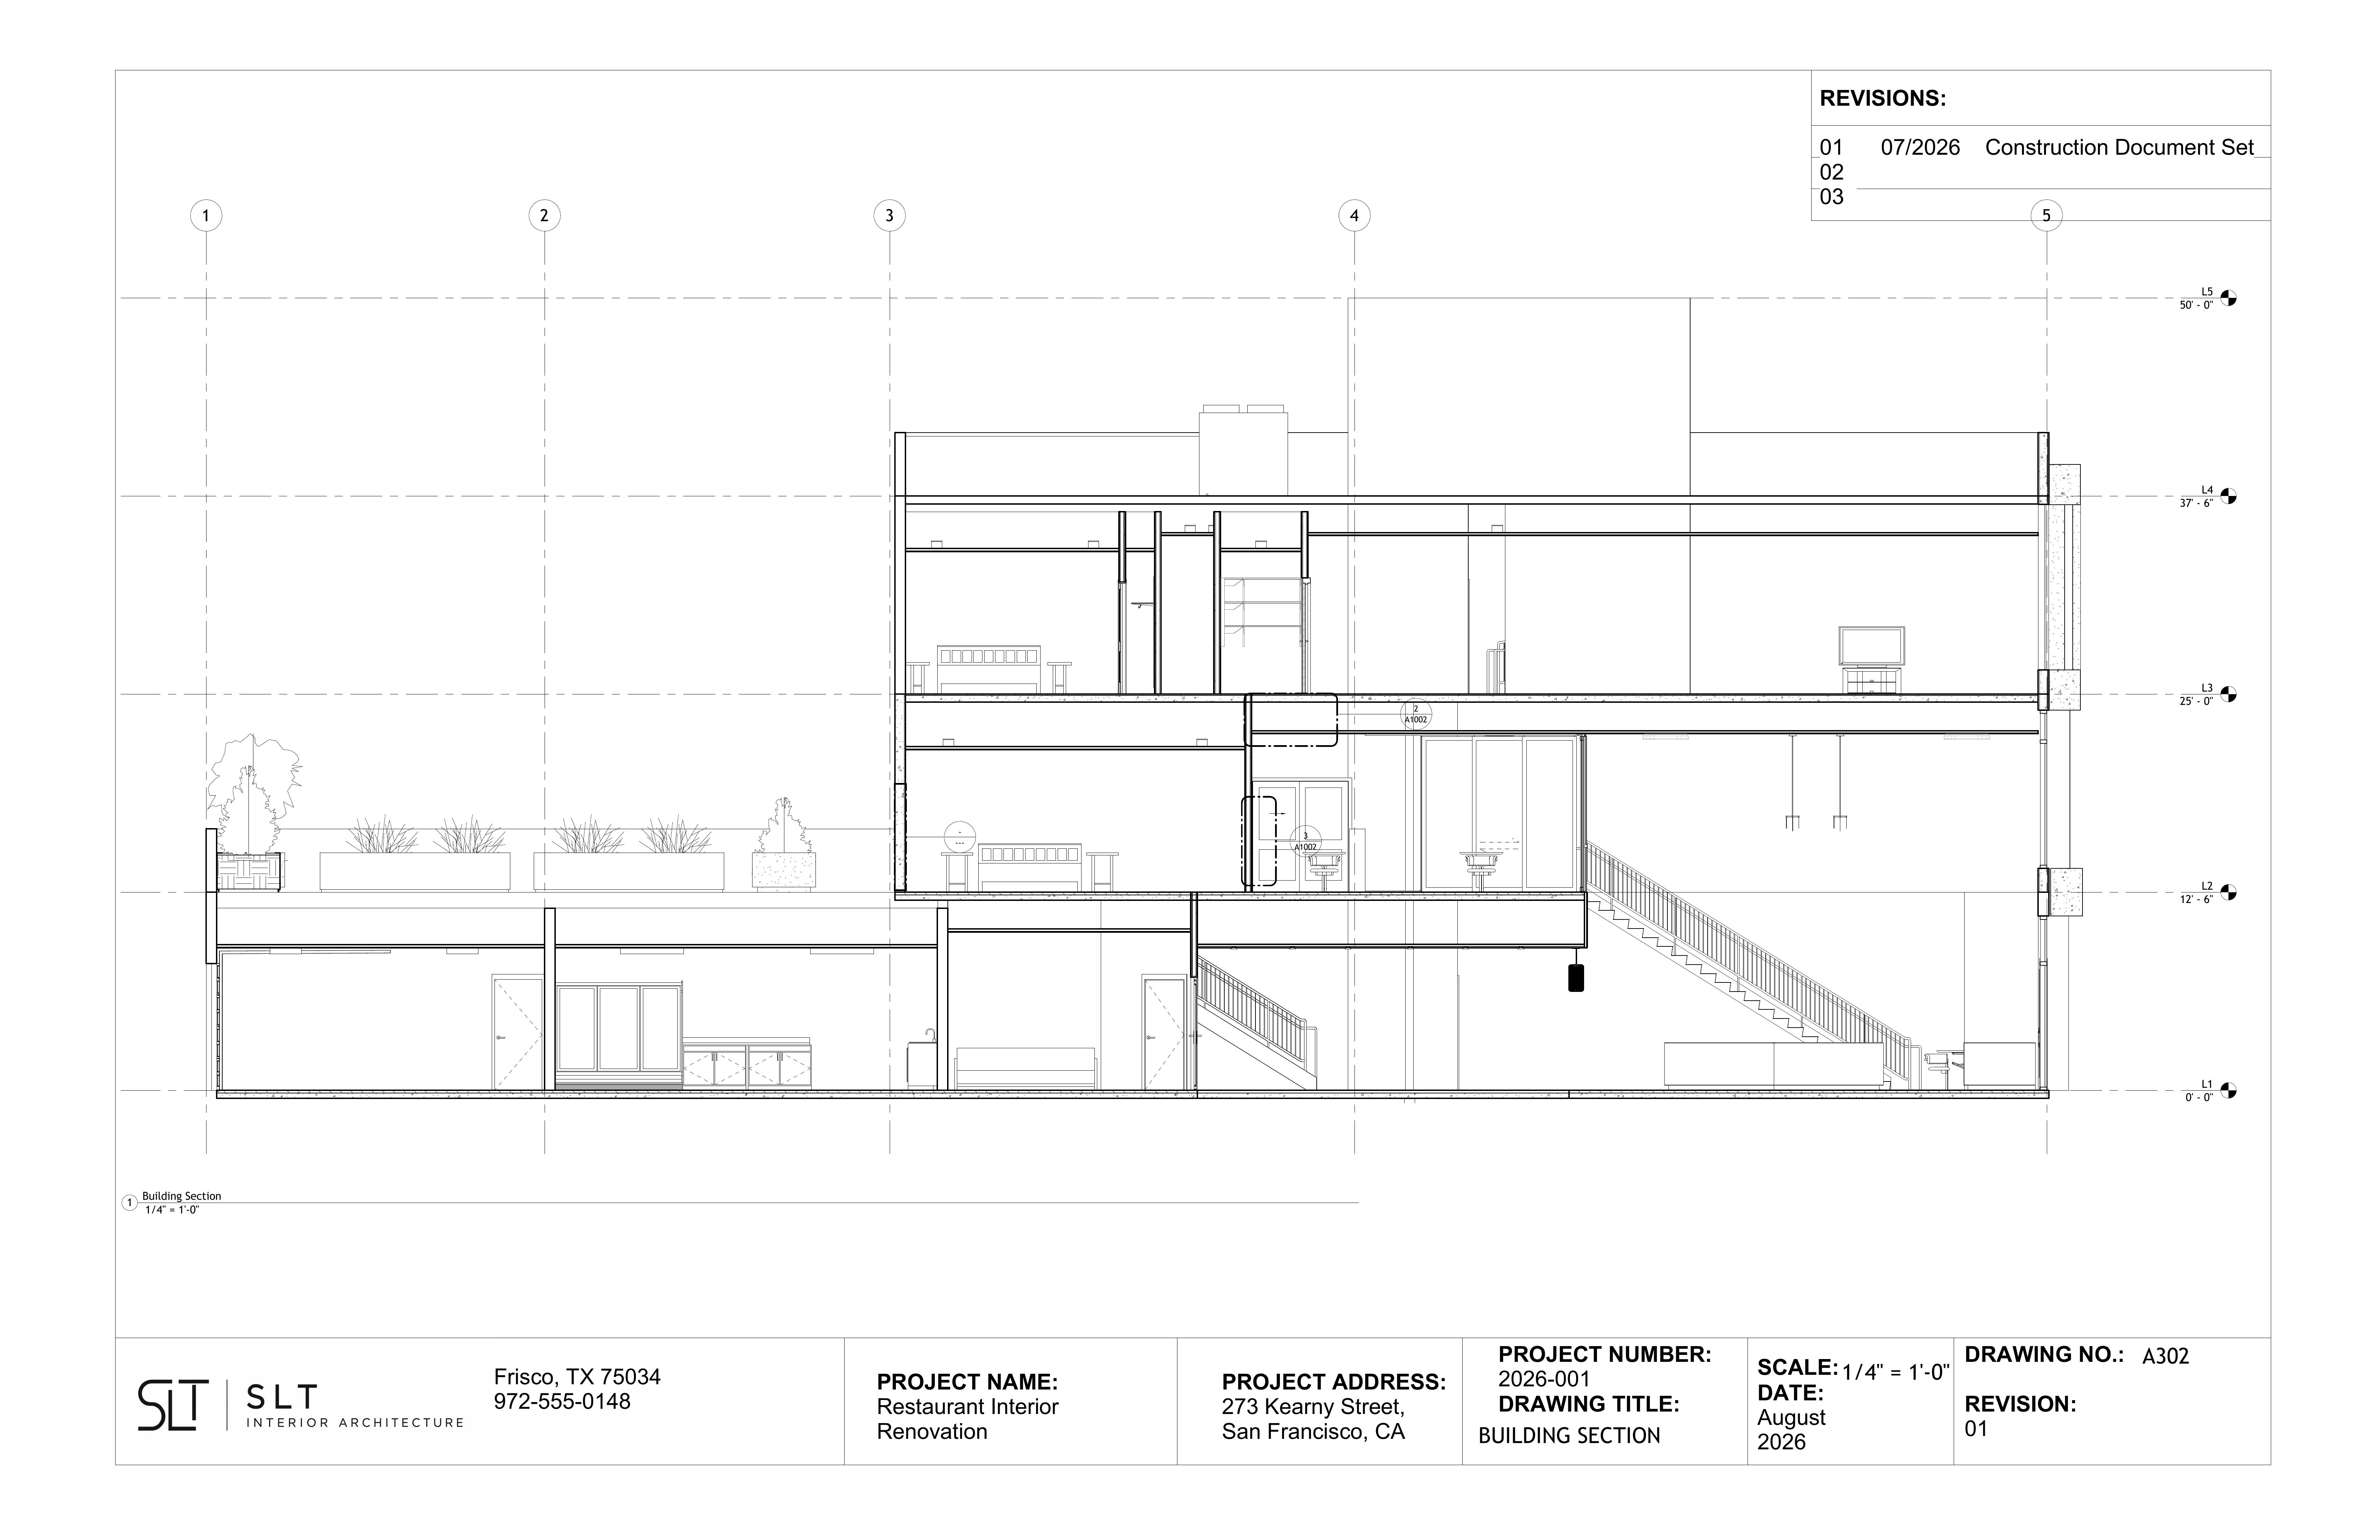 REVISIONS:
01 07/2026 Construction Document Set
02
03
1 2 3 4 5
L5
50' - 0"
L4
37' - 6"
L3
25' - 0"
2
A1002
-
---
3
A1002
L2
12' - 6"
L1
0' - 0"
1 Building Section
1/4" = 1'-0"
SLT
SLT
INTERIOR ARCHITECTURE
Frisco, TX 75034
972-555-0148
PROJECT NAME:
Restaurant Interior
Renovation
PROJECT ADDRESS:
273 Kearny Street,
San Francisco, CA
PROJECT NUMBER:
2026-001
DRAWING TITLE:
BUILDING SECTION
SCALE: 1/4" = 1'-0"
DATE:
August
2026
DRAWING NO.: A302
REVISION:
01